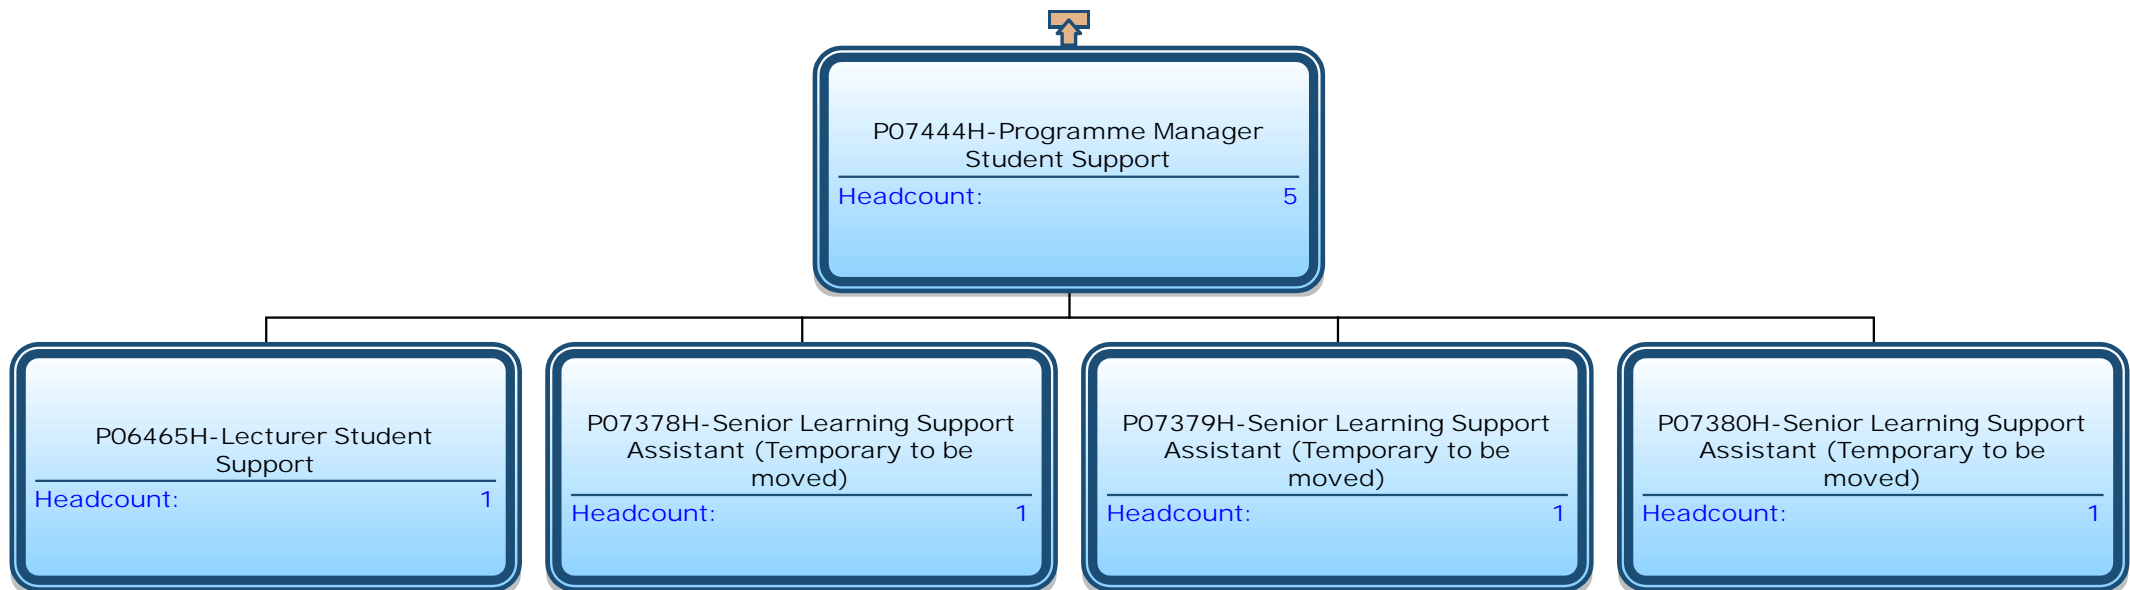 P07444H-Programme Manager
Student Support
Headcount: 5
P06465H-Lecturer Student
Support
Headcount: 1
P07378H-Senior Learning Support
Assistant (Temporary to be
moved)
Headcount: 1
P07379H-Senior Learning Support
Assistant (Temporary to be
moved)
Headcount: 1
P07380H-Senior Learning Support
Assistant (Temporary to be
moved)
Headcount: 1